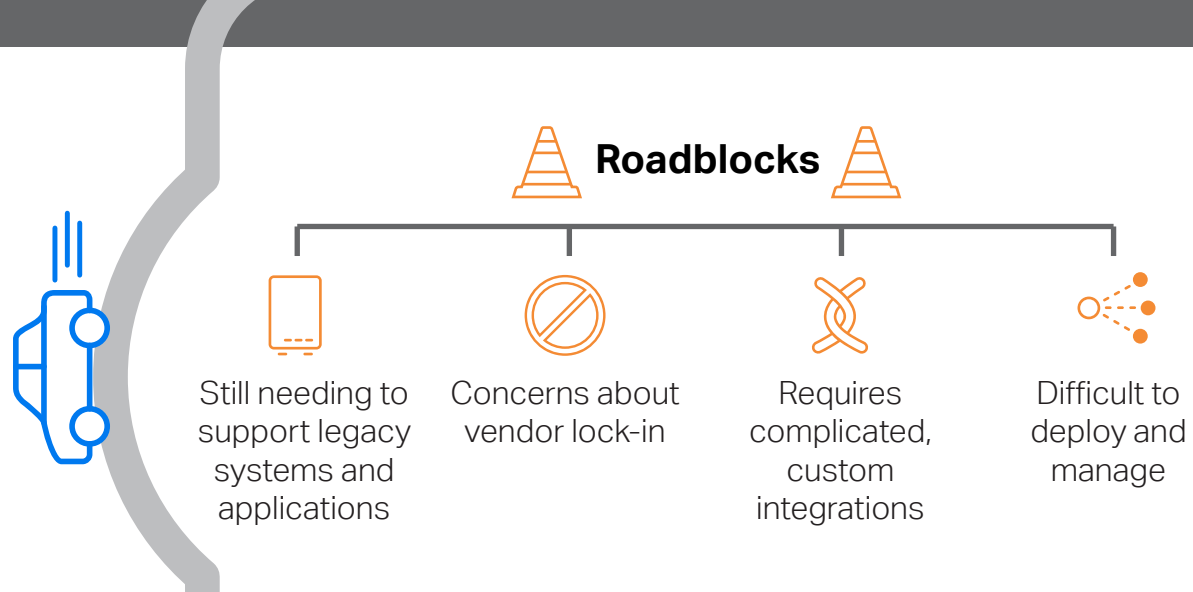 Roadblocks
Still needing to
support legacy
systems and
applications
Concerns about
vendor lock-in
Requires
complicated,
custom
integrations
Difficult to
deploy and
manage